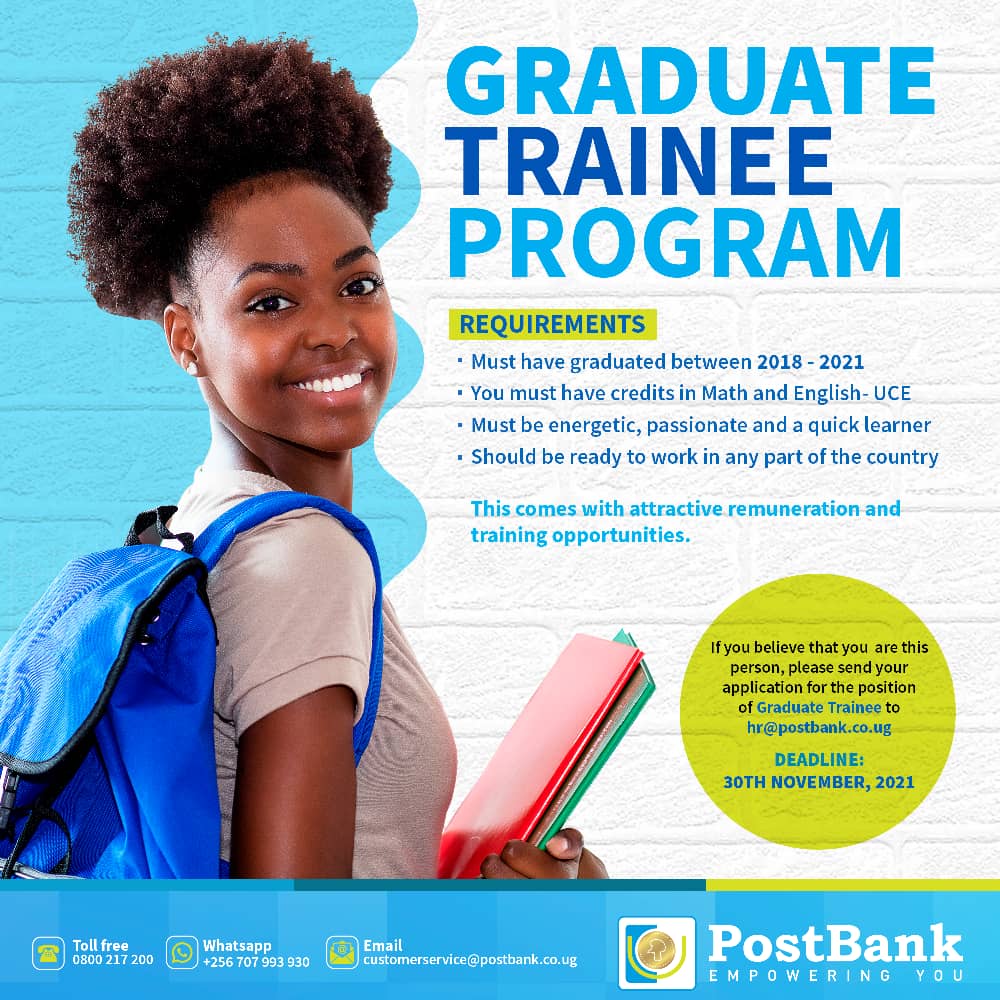 GRADUATE
TRAINEE
PROGRAM
REQUIREMENTS
· Must have graduated between 2018 - 2021
· You must have credits in Math and English- UCE
· Must be energetic, passionate and a quick learner
· Should be ready to work in any part of the country
This comes with attractive remuneration and
training opportunities.
If you believe that you are this
person, please send your
application for the position
of Graduate Trainee to
hr@postbank.co.ug
DEADLINE:
30TH NOVEMBER, 2021
Toll free
0800 217 200
Whatsapp
+256 707 993 930
Email
customerservice@postbank.co.ug
PostBank
EMPOWERING YOU